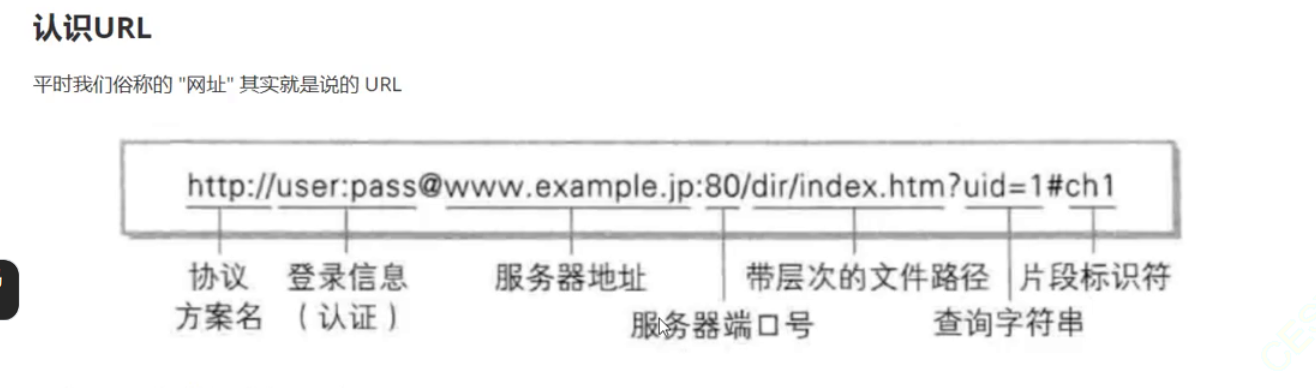 认识URL
平时我们俗称的 "网址" 其实就是说的 URL
http://user:pass@www.example.jp:80/dir/index.htm?uid=1#ch1
协议 登录信息 服务器地址 带层次的文件路径 片段标识符
方案名 （认证） 服务器端口号 查询字符串